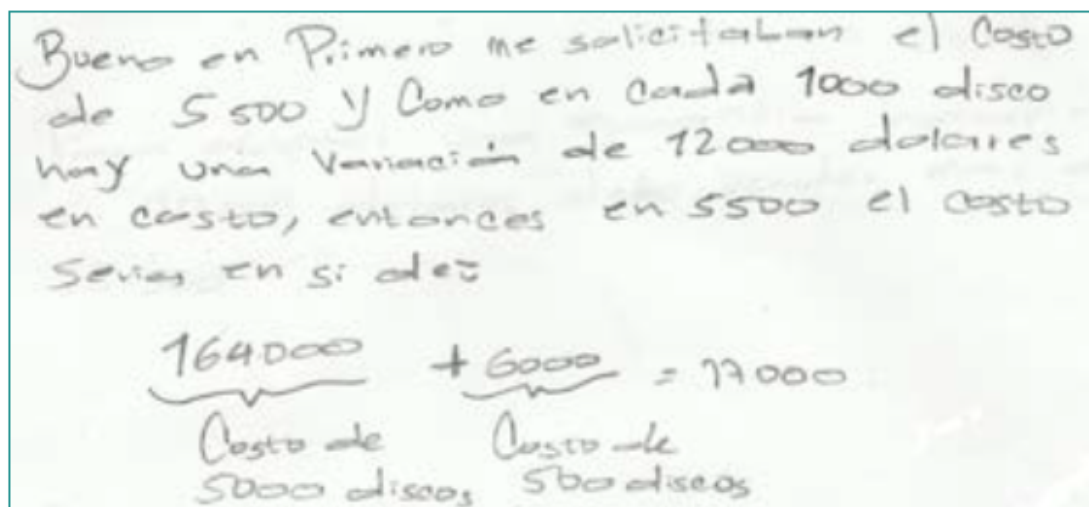 Bueno en Primero me solicitaban el Costo
de 5500 y Como en cada 1000 disco
hay una Variación de 12000 dolares
en costo, entonces en 5500 el costo
seria en si de:
164000 + 6000 = 17000
Costo de Costo de
5000 discos 500 discos